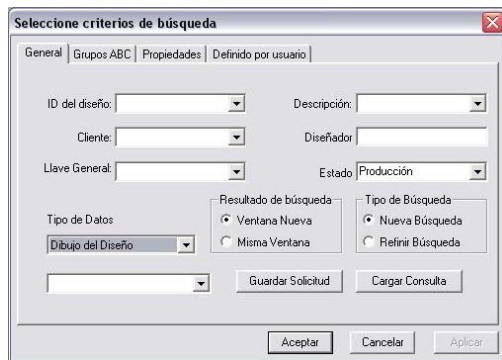 Seleccione criterios de búsqueda
General Grupos ABC Propiedades Definido por usuario
ID del diseño: Descripción:
Cliente: Diseñador
Llave General: Estado Producción
Resultado de búsqueda Tipo de Búsqueda
Tipo de Datos Ventana Nueva Nueva Búsqueda
Dibujo del Diseño Misma Ventana Refinir Búsqueda
Guardar Solicitud Cargar Consulta
Aceptar Cancelar Aplicar